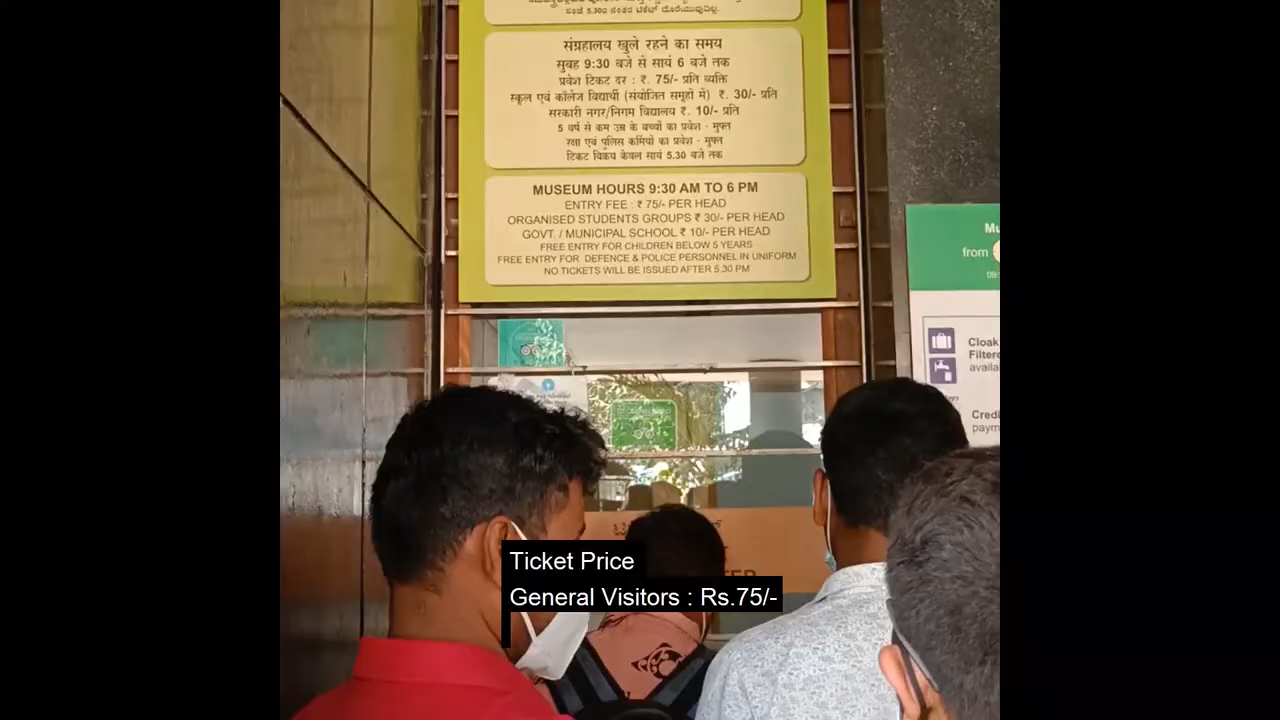 ಸಂಜೆ 5.30ರ ನಂತರ ಟಿಕೆಟ್ ದೊರೆಯುವುದಿಲ್ಲ.
संग्रहालय खुले रहने का समय
सुबह 9:30 बजे से सायं 6 बजे तक
प्रवेश टिकट दर : ₹. 75/- प्रति व्यक्ति
स्कूल एवं कॉलेज विद्यार्थी (संयोजित समूहों में) ₹. 30/- प्रति
सरकारी नगर/निगम विद्यालय ₹. 10/- प्रति
5 वर्ष से कम उम्र के बच्चों का प्रवेश - मुफ्त
रक्षा एवं पुलिस कर्मियों का प्रवेश - मुफ्त
टिकट विक्रय केवल सायं 5.30 बजे तक
MUSEUM HOURS 9:30 AM TO 6 PM
ENTRY FEE : ₹ 75/- PER HEAD
ORGANISED STUDENTS GROUPS ₹ 30/- PER HEAD
GOVT. / MUNICIPAL SCHOOL ₹ 10/- PER HEAD
FREE ENTRY FOR CHILDREN BELOW 5 YEARS
FREE ENTRY FOR DEFENCE & POLICE PERSONNEL IN UNIFORM
NO TICKETS WILL BE ISSUED AFTER 5.30 PM
from
Cloak
Ticket Price
General Visitors : Rs.75/-